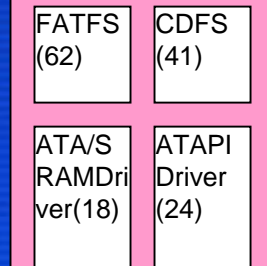 FATFS
(62)
CDFS
(41)
ATA/S
RAMDri
ver(18)
ATAPI
Driver
(24)